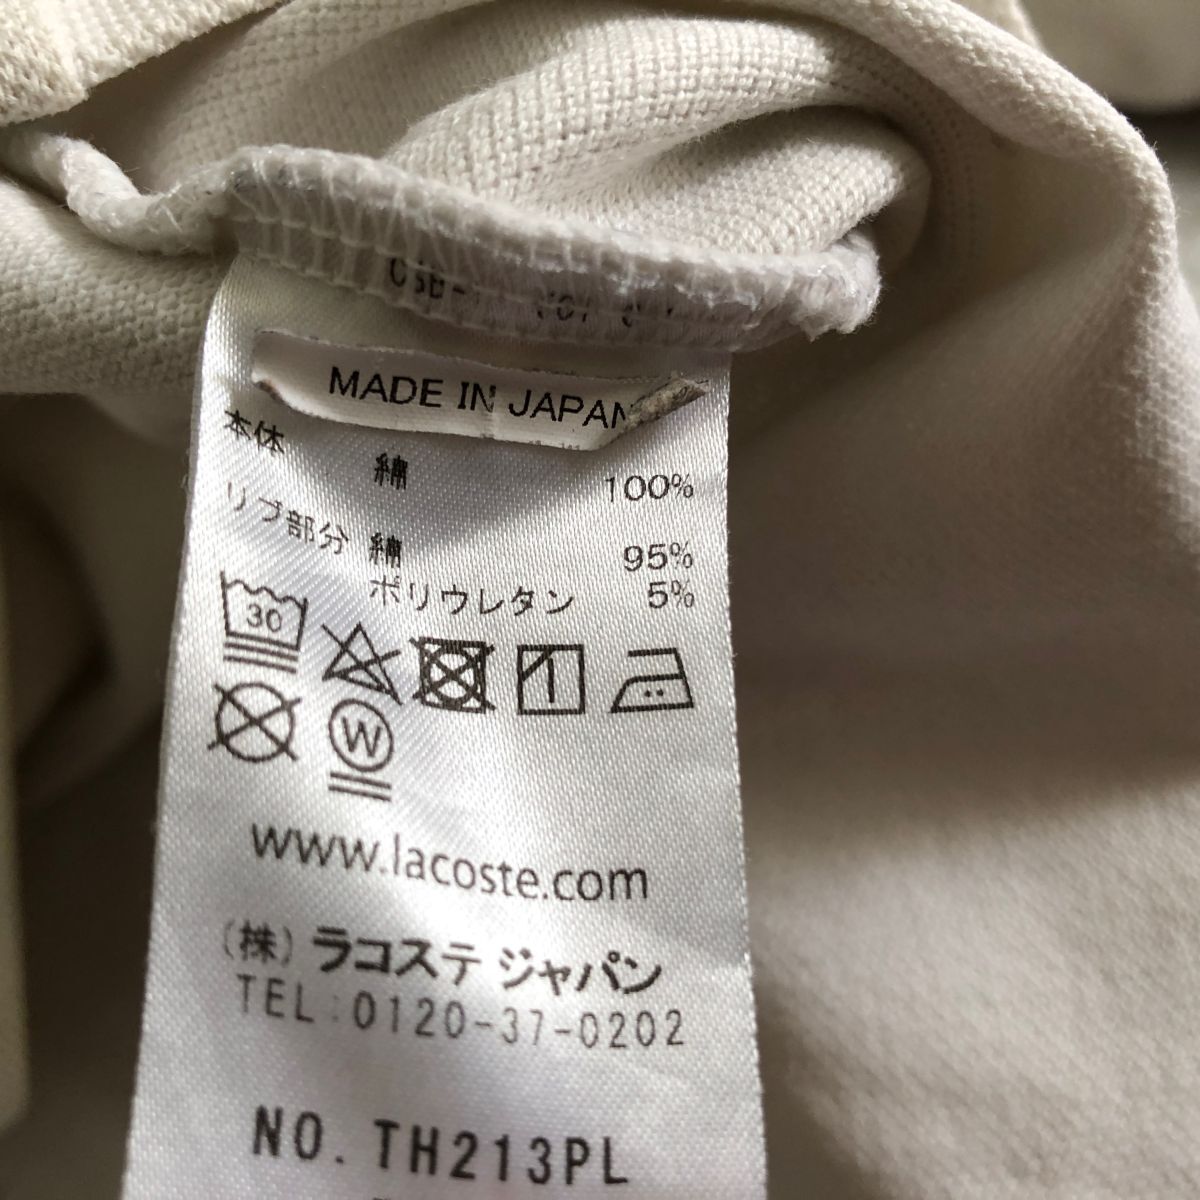 MADE IN JAPAN
本体 綿 100%
リブ部分 綿 95%
ポリウレタン 5%
30
W
www.lacoste.com
(株) ラコステ ジャパン
TEL:0120-37-0202
NO. TH213PL